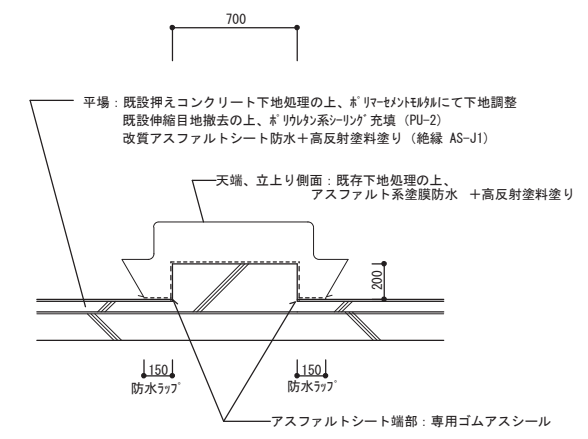 700
平場：既設押えコンクリート下地処理の上、ﾎﾟﾘﾏｰｾﾒﾝﾄﾓﾙﾀﾙにて下地調整
既設伸縮目地撤去の上、ﾎﾟﾘｳﾚﾀﾝ系ｼｰﾘﾝｸﾞ充填（PU-2）
改質アスファルトシート防水＋高反射塗料塗り（絶縁 AS-J1）
天端、立上り側面：既存下地処理の上、
アスファルト系塗膜防水 ＋高反射塗料塗り
200
150
防水ﾗｯﾌﾟ
150
防水ﾗｯﾌﾟ
アスファルトシート端部：専用ゴムアスシール